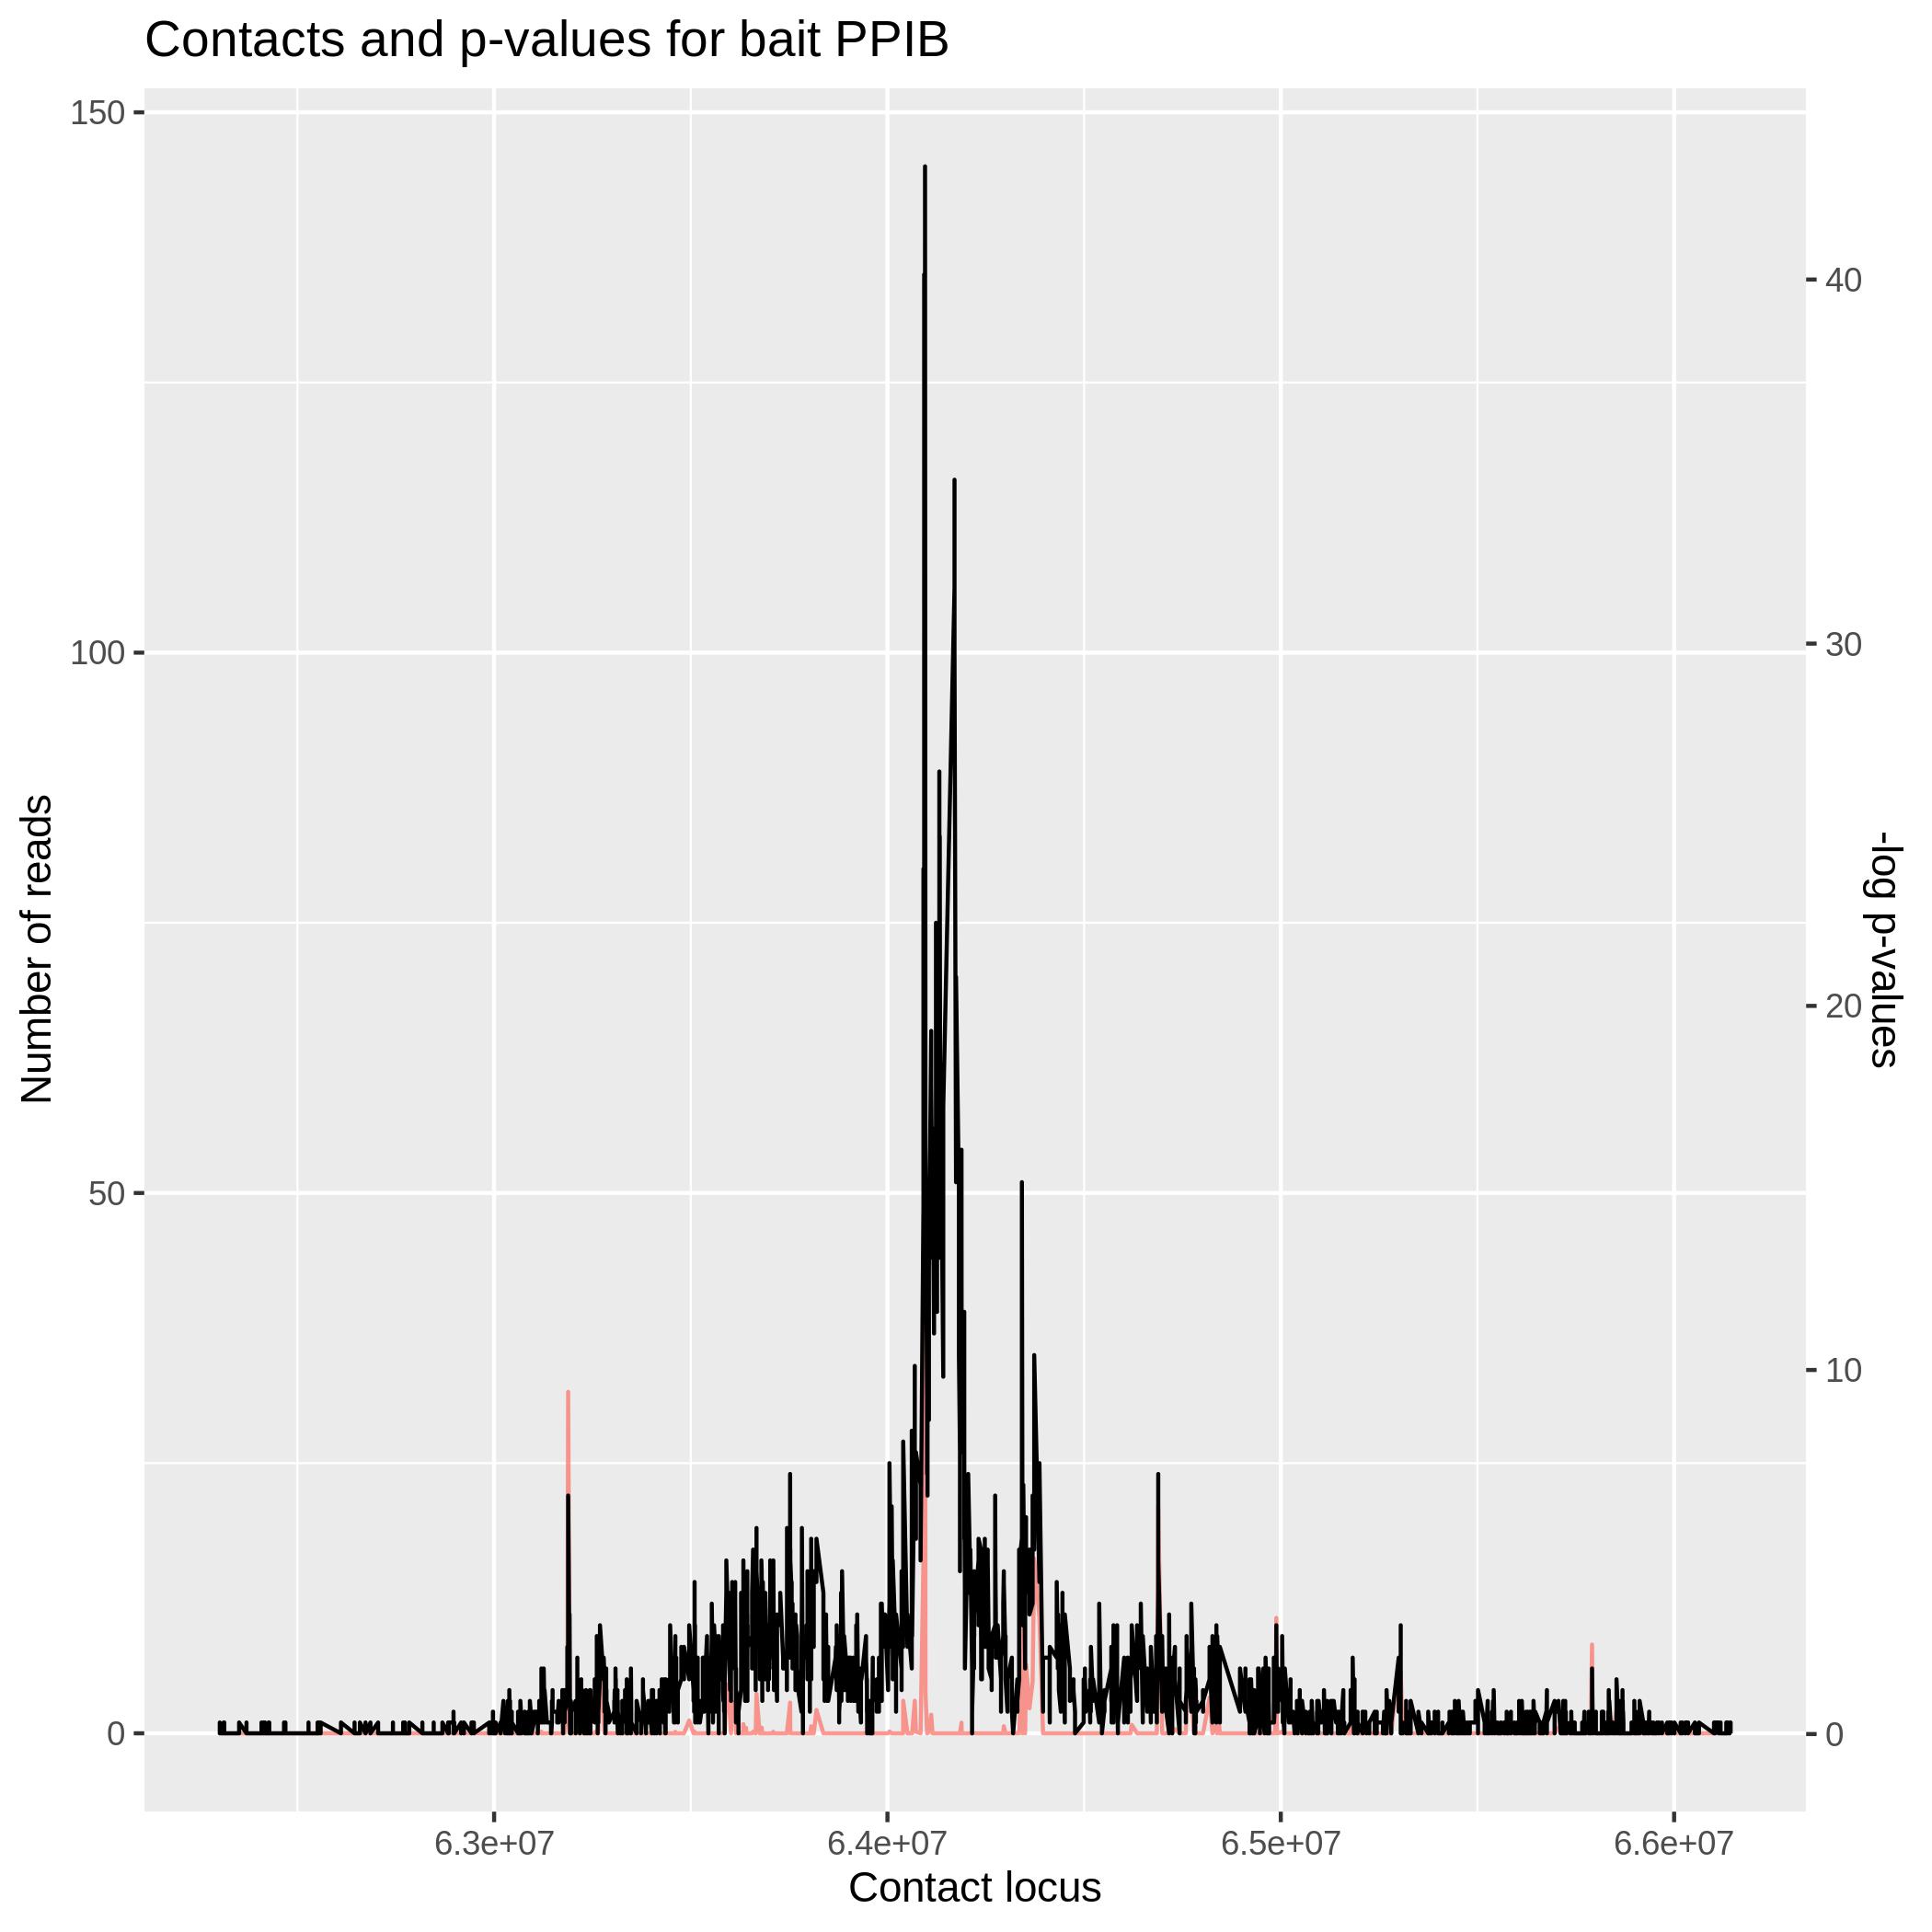 Contacts and p-values for bait PPIB
150
100
50
0
Number of reads
40
30
20
10
0
-log p-values
6.3e+07 6.4e+07 6.5e+07 6.6e+07
Contact locus